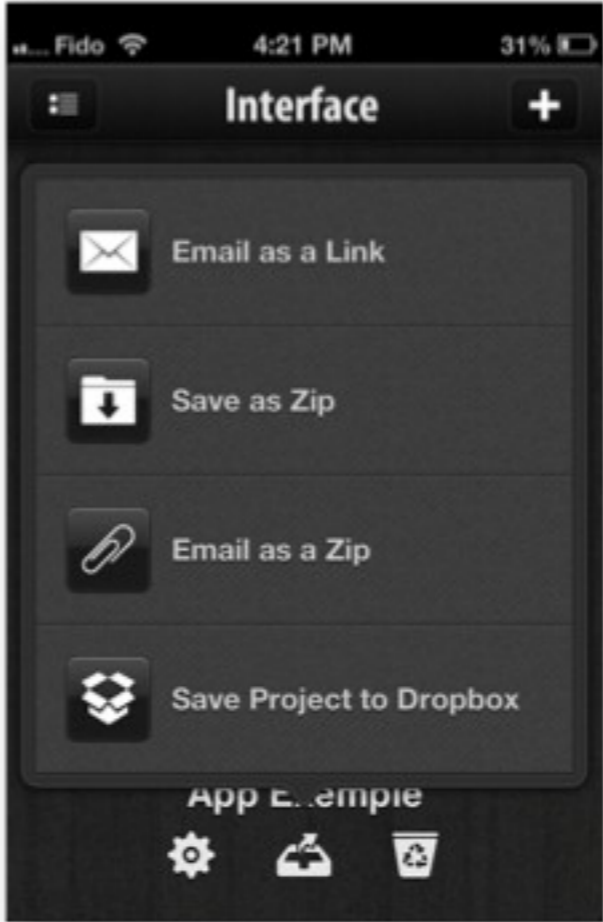 ... Fido 4:21 PM 31%
Interface
Email as a Link
Save as Zip
Email as a Zip
Save Project to Dropbox
App